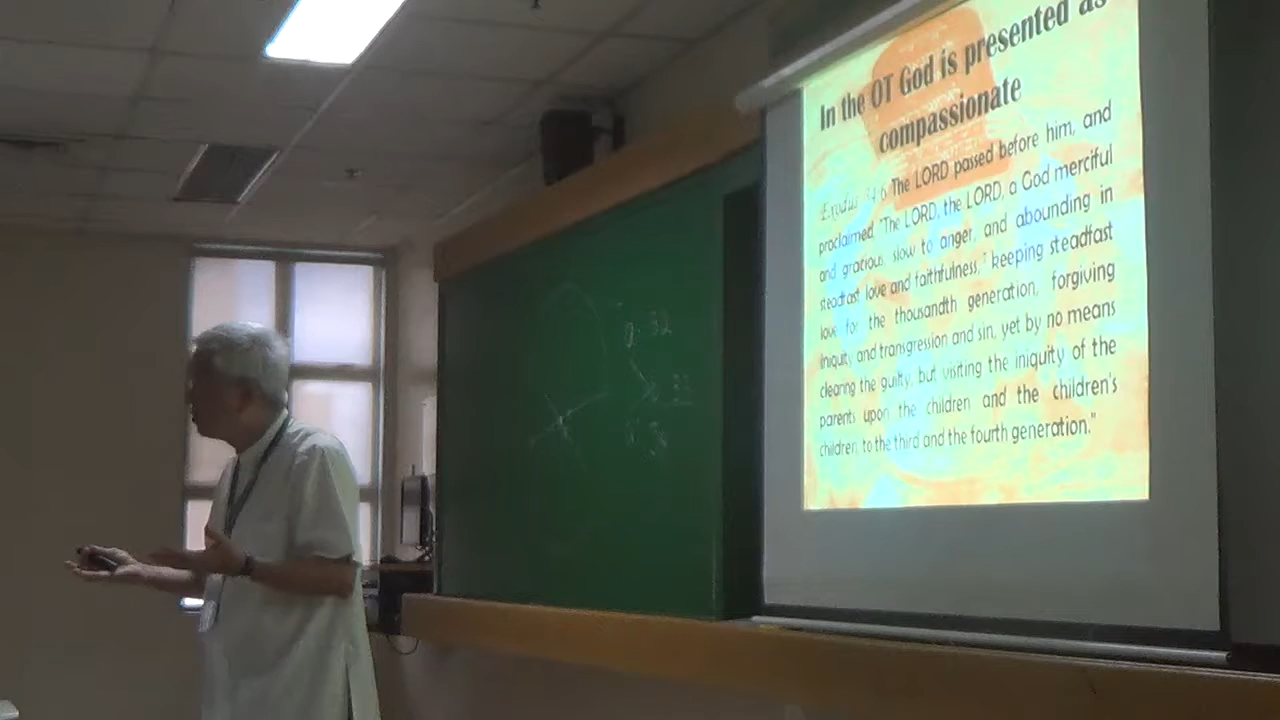 In the OT God is presented as
compassionate
Exodus 34:6 The LORD passed before him, and
proclaimed, "The LORD, the LORD, a God merciful
and gracious, slow to anger, and abounding in
steadfast love and faithfulness, 7 keeping steadfast
love for the thousandth generation, forgiving
iniquity and transgression and sin, yet by no means
clearing the guilty, but visiting the iniquity of the
parents upon the children and the children's
children, to the third and the fourth generation."